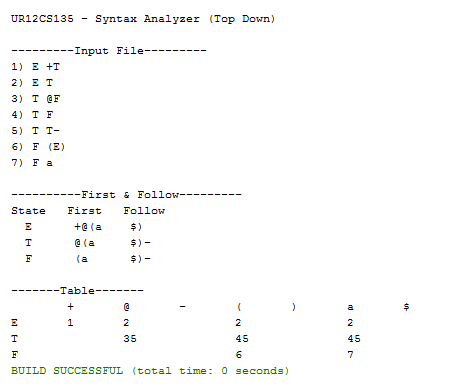 UR12CS135 - Syntax Analyzer (Top Down)
---------Input File---------
1) E +T
2) E T
3) T @F
4) T F
5) T T-
6) F (E)
7) F a
----------First & Follow---------
State First Follow
E +@(a $)
T @(a $)-
F (a $)-
-------Table-------
+ @ - ( ) a $
E 1 2 2 2
T 35 45 45
F 6 7
BUILD SUCCESSFUL (total time: 0 seconds)